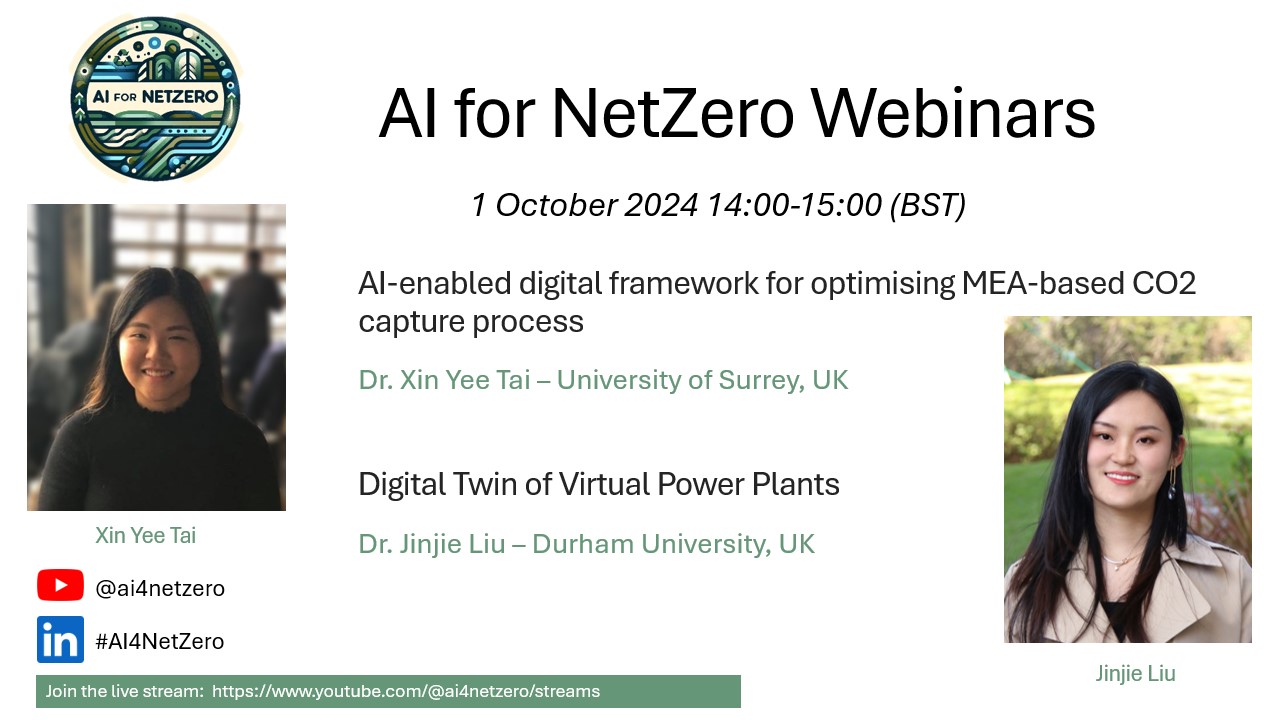 AI FOR NETZERO
AI for NetZero Webinars
1 October 2024 14:00-15:00 (BST)
AI-enabled digital framework for optimising MEA-based CO2
capture process
Dr. Xin Yee Tai – University of Surrey, UK
Digital Twin of Virtual Power Plants
Dr. Jinjie Liu – Durham University, UK
Xin Yee Tai
@ai4netzero
in
#AI4NetZero
Join the live stream: https://www.youtube.com/@ai4netzero/streams
Jinjie Liu